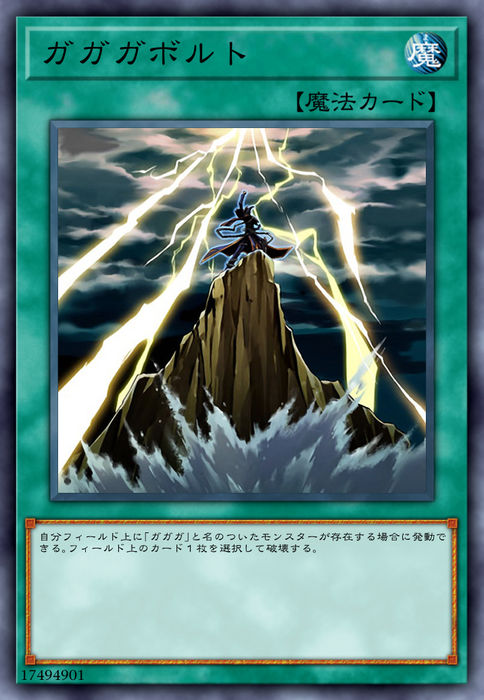 ガガガボルト
魔
【魔法カード】
自分フィールド上に「ガガガ」と名のついたモンスターが存在する場合に発動で
きる。フィールド上のカード１枚を選択して破壊する。
17494901